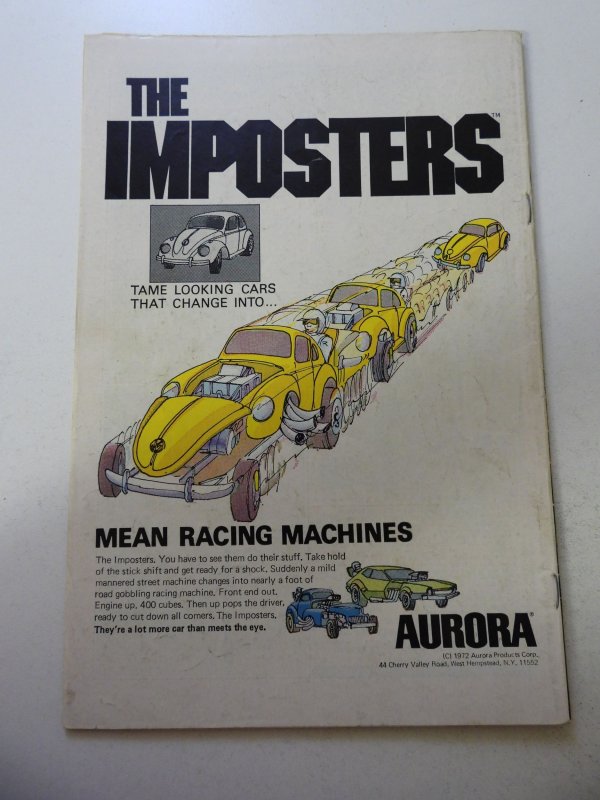 THE
IMPOSTERS™
TAME LOOKING CARS
THAT CHANGE INTO...
MEAN RACING MACHINES
The Imposters. You have to see them do their stuff. Take hold
of the stick shift and get ready for a shock. Suddenly a mild
mannered street machine changes into nearly a foot of
road gobbling racing machine. Front end out.
Engine up, 400 cubes. Then up pops the driver,
ready to cut down all corners. The Imposters.
They're a lot more car than meets the eye.
AURORA®
(C) 1972 Aurora Products Corp.
44 Cherry Valley Road, West Hempstead, N.Y. 11552